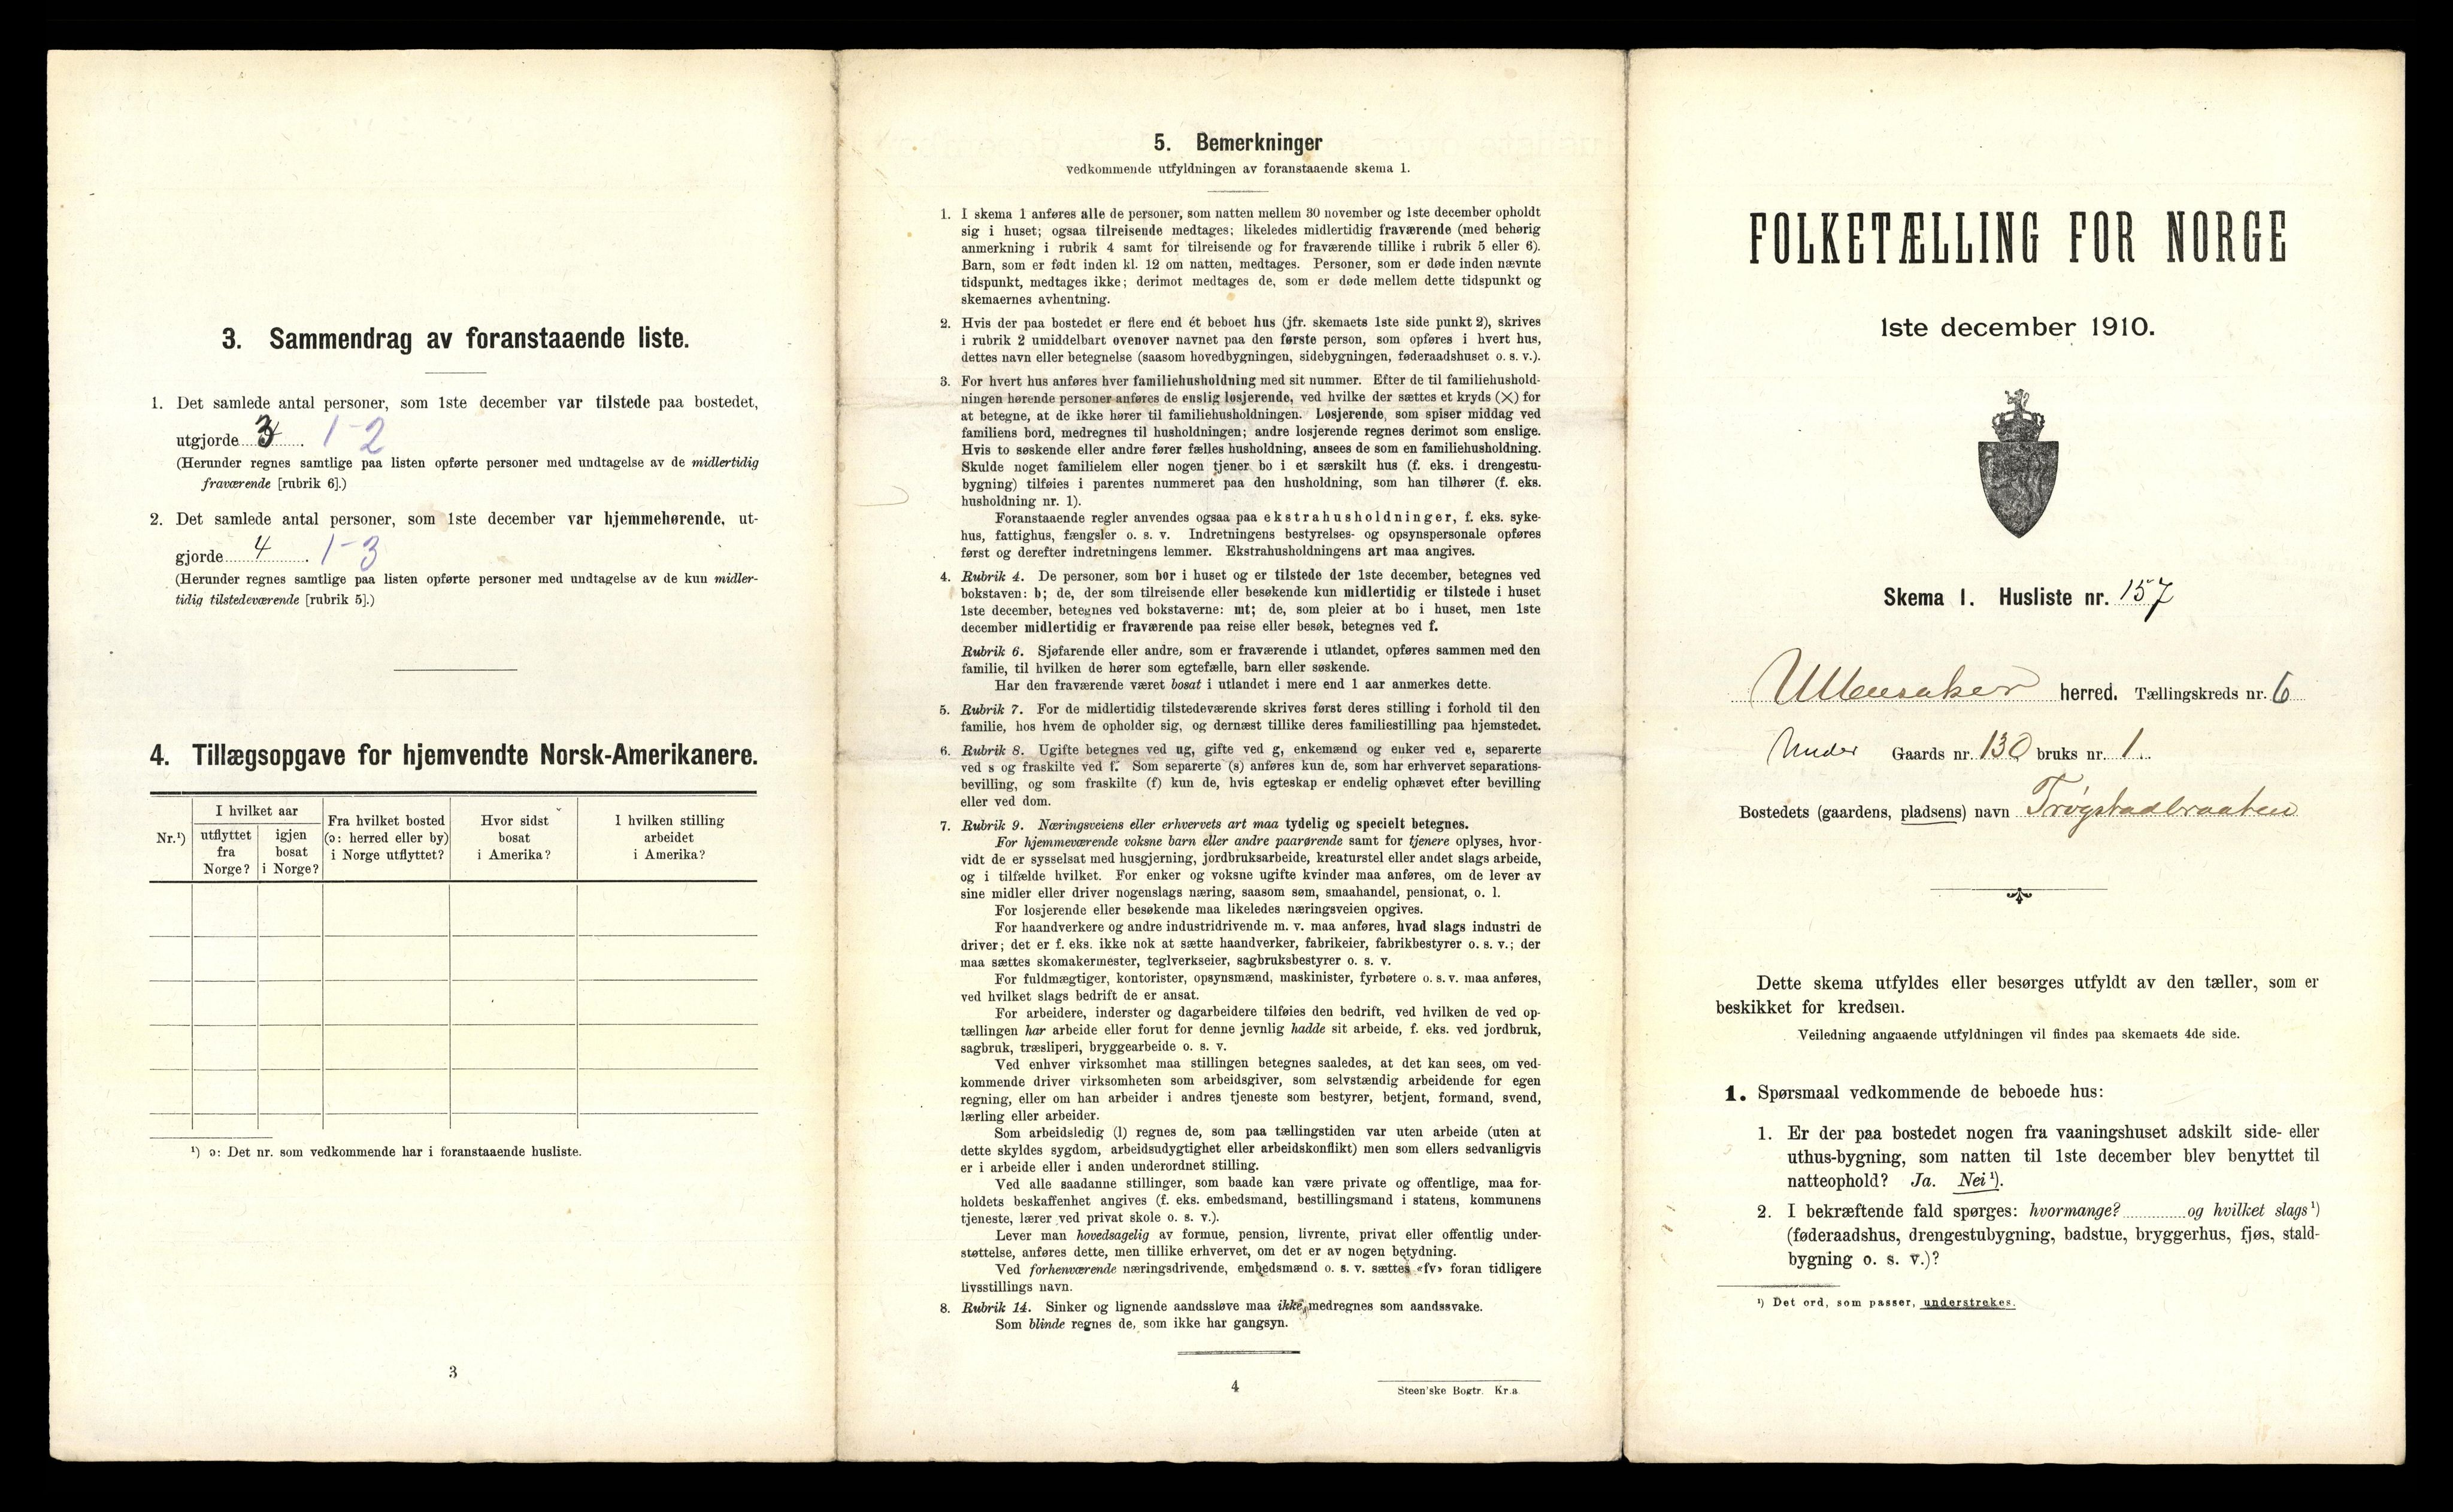 3. Sammendrag av foranstaaende liste.
1. Det samlede antal personer, som 1ste december var tilstede paa bostedet,
utgjorde 3. 1-2
(Herunder regnes samtlige paa listen opførte personer med undtagelse av de midlertidig
fraværende [rubrik 6].)
2. Det samlede antal personer, som 1ste december var hjemmehørende, ut-
gjorde 4. 1-3
(Herunder regnes samtlige paa listen opførte personer med undtagelse av de kun midler-
tidig tilstedeværende [rubrik 5].)
4. Tillægsopgave for hjemvendte Norsk-Amerikanere.
Nr.¹)
I hvilket aar
utflyttet
fra
Norge?
igjen
bosat
i Norge?
Fra hvilket bosted
(ɔ: herred eller by)
i Norge utflyttet?
Hvor sidst
bosat
i Amerika?
I hvilken stilling
arbeidet
i Amerika?
¹) ɔ: Det nr. som vedkommende har i foranstaaende husliste.
3
5. Bemerkninger
vedkommende utfyldningen av foranstaaende skema 1.
1. I skema 1 anføres alle de personer, som natten mellem 30 november og 1ste december opholdt
sig i huset; ogsaa tilreisende medtages; likeledes midlertidig fraværende (med behørig
anmerkning i rubrik 4 samt for tilreisende og for fraværende tillike i rubrik 5 eller 6).
Barn, som er født inden kl. 12 om natten, medtages. Personer, som er døde inden nævnte
tidspunkt, medtages ikke; derimot medtages de, som er døde mellem dette tidspunkt og
skemaernes avhentning.
2. Hvis der paa bostedet er flere end ét beboet hus (jfr. skemaets 1ste side punkt 2), skrives
i rubrik 2 umiddelbart ovenover navnet paa den første person, som opføres i hvert hus,
dettes navn eller betegnelse (saasom hovedbygningen, sidebygningen, føderaadshuset o. s. v.).
3. For hvert hus anføres hver familiehusholdning med sit nummer. Efter de til familiehushold-
ningen hørende personer anføres de enslig losjerende, ved hvilke der sættes et kryds (×) for
at betegne, at de ikke hører til familiehusholdningen. Losjerende, som spiser middag ved
familiens bord, medregnes til husholdningen; andre losjerende regnes derimot som enslige.
Hvis to søskende eller andre fører fælles husholdning, ansees de som en familiehusholdning.
Skulde noget familielem eller nogen tjener bo i et særskilt hus (f. eks. i drengestu-
bygning) tilføies i parentes nummeret paa den husholdning, som han tilhører (f. eks.
husholdning nr. 1).
Foranstaaende regler anvendes ogsaa paa ekstrahusholdninger, f. eks. syke-
hus, fattighus, fængsler o. s. v. Indretningens bestyrelses- og opsynspersonale opføres
først og derefter indretningens lemmer. Ekstrahusholdningens art maa angives.
4. Rubrik 4. De personer, som bor i huset og er tilstede der 1ste december, betegnes ved
bokstaven: b; de, der som tilreisende eller besøkende kun midlertidig er tilstede i huset
1ste december, betegnes ved bokstaverne: mt; de, som pleier at bo i huset, men 1ste
december midlertidig er fraværende paa reise eller besøk, betegnes ved f.
Rubrik 6. Sjøfarende eller andre, som er fraværende i utlandet, opføres sammen med den
familie, til hvilken de hører som egtefælle, barn eller søskende.
Har den fraværende været bosat i utlandet i mere end 1 aar anmerkes dette.
5. Rubrik 7. For de midlertidig tilstedeværende skrives først deres stilling i forhold til den
familie, hos hvem de opholder sig, og dernæst tillike deres familiestilling paa hjemstedet.
6. Rubrik 8. Ugifte betegnes ved ug, gifte ved g, enkemænd og enker ved e, separerte
ved s og fraskilte ved f. Som separerte (s) anføres kun de, som har erhvervet separations-
bevilling, og som fraskilte (f) kun de, hvis egteskap er endelig ophævet efter bevilling
eller ved dom.
7. Rubrik 9. Næringsveiens eller erhvervets art maa tydelig og specielt betegnes.
For hjemmeværende voksne barn eller andre paarørende samt for tjenere oplyses, hvor-
vidt de er sysselsat med husgjerning, jordbruksarbeide, kreaturstel eller andet slags arbeide,
og i tilfælde hvilket. For enker og voksne ugifte kvinder maa anføres, om de lever av
sine midler eller driver nogenslags næring, saasom søm, smaahandel, pensionat, o. l.
For losjerende eller besøkende maa likeledes næringsveien opgives.
For haandverkere og andre industridrivende m. v. maa anføres, hvad slags industri de
driver; det er f. eks. ikke nok at sætte haandverker, fabrikeier, fabrikbestyrer o. s. v.; der
maa sættes skomakermester, teglverkseier, sagbruksbestyrer o. s. v.
For fuldmægtiger, kontorister, opsynsmænd, maskinister, fyrbøtere o. s. v. maa anføres,
ved hvilket slags bedrift de er ansat.
For arbeidere, inderster og dagarbeidere tilføies den bedrift, ved hvilken de ved op-
tællingen har arbeide eller forut for denne jevnlig hadde sit arbeide, f. eks. ved jordbruk,
sagbruk, træsliperi, bryggearbeide o. s. v.
Ved enhver virksomhet maa stillingen betegnes saaledes, at det kan sees, om ved-
kommende driver virksomheten som arbeidsgiver, som selvstændig arbeidende for egen
regning, eller om han arbeider i andres tjeneste som bestyrer, betjent, formand, svend,
lærling eller arbeider.
Som arbeidsledig (l) regnes de, som paa tællingstiden var uten arbeide (uten at
dette skyldes sygdom, arbeidsudygtighet eller arbeidskonflikt) men som ellers sedvanligvis
er i arbeide eller i anden underordnet stilling.
Ved alle saadanne stillinger, som baade kan være private og offentlige, maa for-
holdets beskaffenhet angives (f. eks. embedsmand, bestillingsmand i statens, kommunens
tjeneste, lærer ved privat skole o. s. v.).
Lever man hovedsagelig av formue, pension, livrente, privat eller offentlig under-
støttelse, anføres dette, men tillike erhvervet, om det er av nogen betydning.
Ved forhenværende næringsdrivende, embedsmænd o. s. v. sættes «fv» foran tidligere
livsstillings navn.
8. Rubrik 14. Sinker og lignende aandssløve maa ikke medregnes som aandssvake.
Som blinde regnes de, som ikke har gangsyn.
4
Steen'ske Bogtr. Kr.a.
FOLKETÆLLING FOR NORGE
1ste december 1910.
Skema I. Husliste nr. 157
Ullensaker herred. Tællingskreds nr. 6
Under Gaards nr. 130 bruks nr. 1.
Bostedets (gaardens, pladsens) navn Trøgstadbraaten
Dette skema utfyldes eller besørges utfyldt av den tæller, som er
beskikket for kredsen.
Veiledning angaaende utfyldningen vil findes paa skemaets 4de side.
1. Spørsmaal vedkommende de beboede hus:
1. Er der paa bostedet nogen fra vaaningshuset adskilt side- eller
uthus-bygning, som natten til 1ste december blev benyttet til
natteophold? Ja. Nei¹).
2. I bekræftende fald spørges: hvormange? og hvilket slags¹)
(føderaadshus, drengestubygning, badstue, bryggerhus, fjøs, stald-
bygning o. s. v.)?
¹) Det ord, som passer, understrekes.